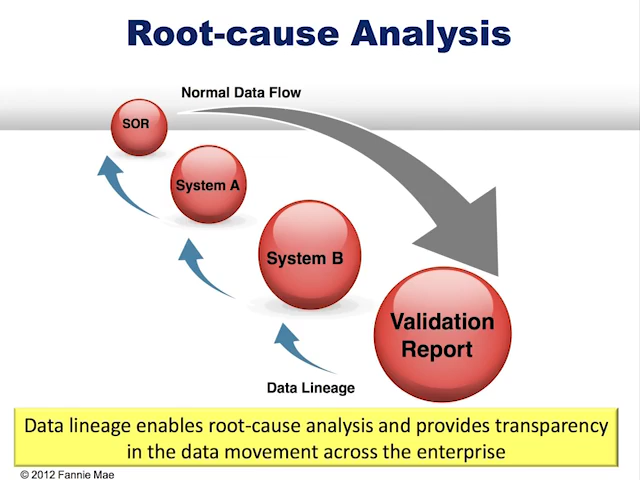 Root-cause Analysis
Normal Data Flow
SOR
System A
System B
Validation
Report
Data Lineage
Data lineage enables root-cause analysis and provides transparency
in the data movement across the enterprise
© 2012 Fannie Mae